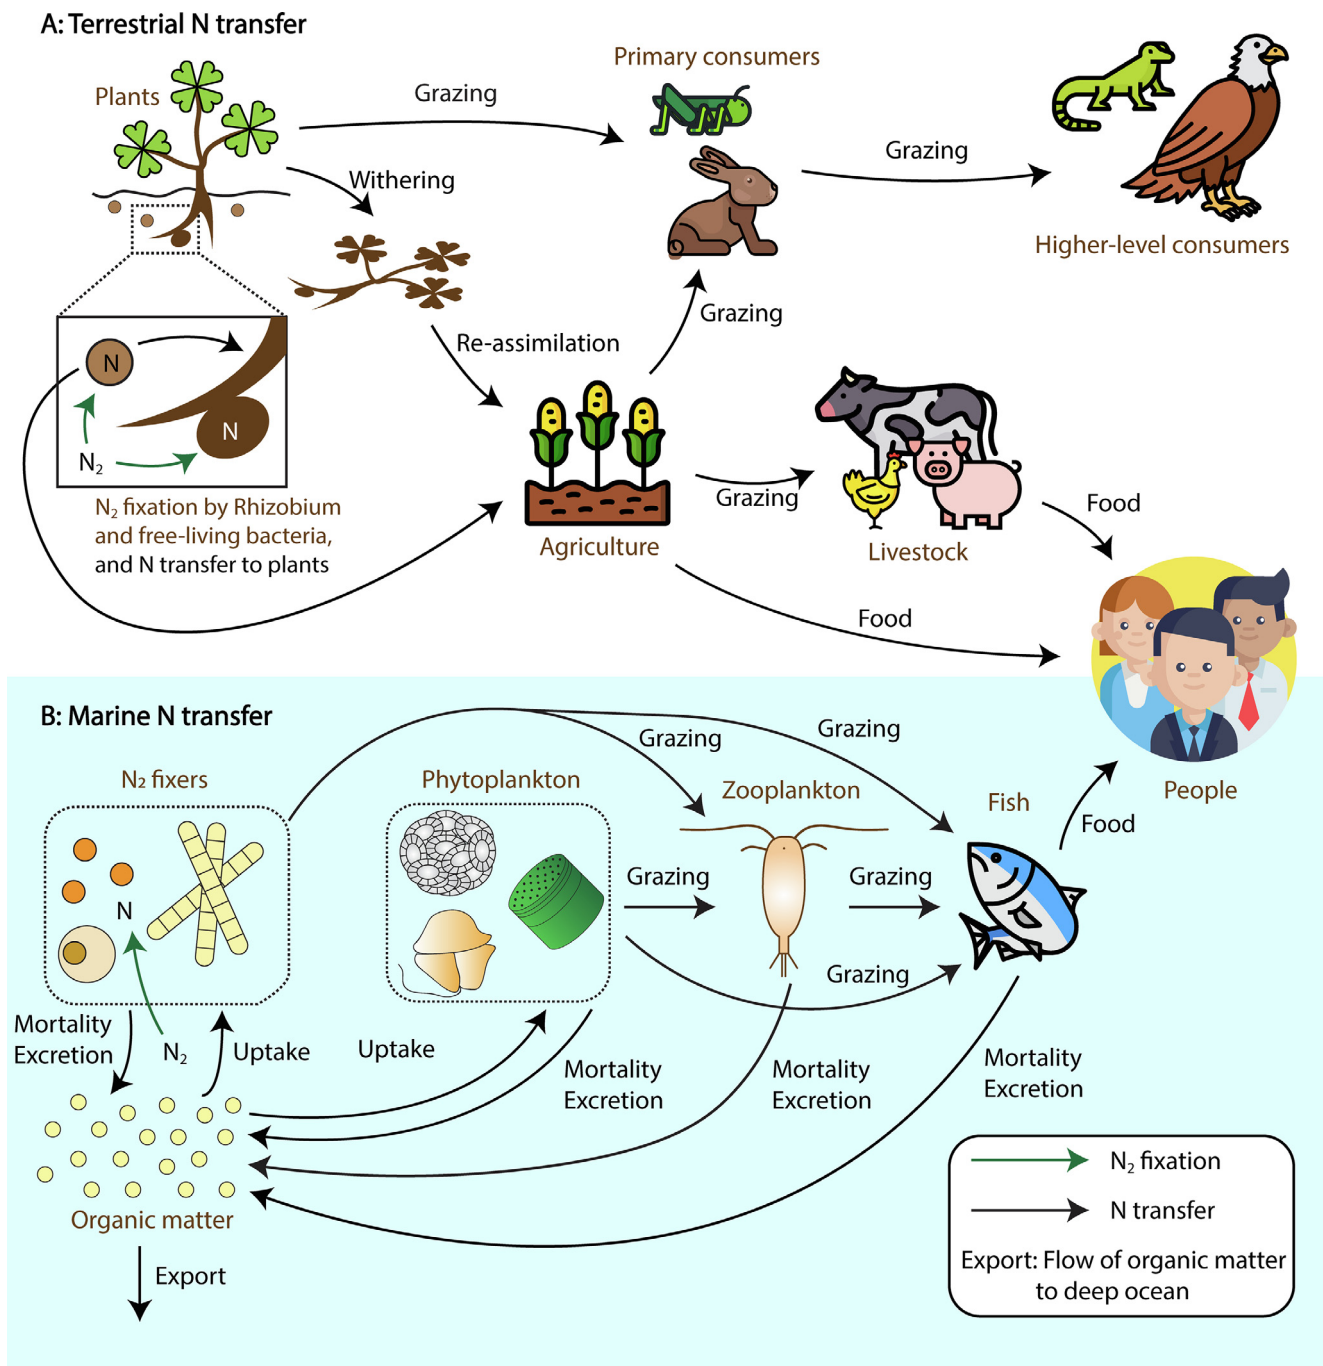 A: Terrestrial N transfer
Plants
Grazing
Primary consumers
Grazing
Higher-level consumers
Withering
Grazing
Re-assimilation
N
N
N₂
N₂ fixation by Rhizobium
and free-living bacteria,
and N transfer to plants
Agriculture
Grazing
Livestock
Food
Food
People
B: Marine N transfer
N₂ fixers
Phytoplankton
Grazing
Grazing
Zooplankton
Fish
Food
N
Grazing
Grazing
Grazing
Mortality
Excretion
N₂
Uptake
Uptake
Mortality
Excretion
Mortality
Excretion
Mortality
Excretion
Organic matter
Export
N₂ fixation
N transfer
Export: Flow of organic matter
to deep ocean